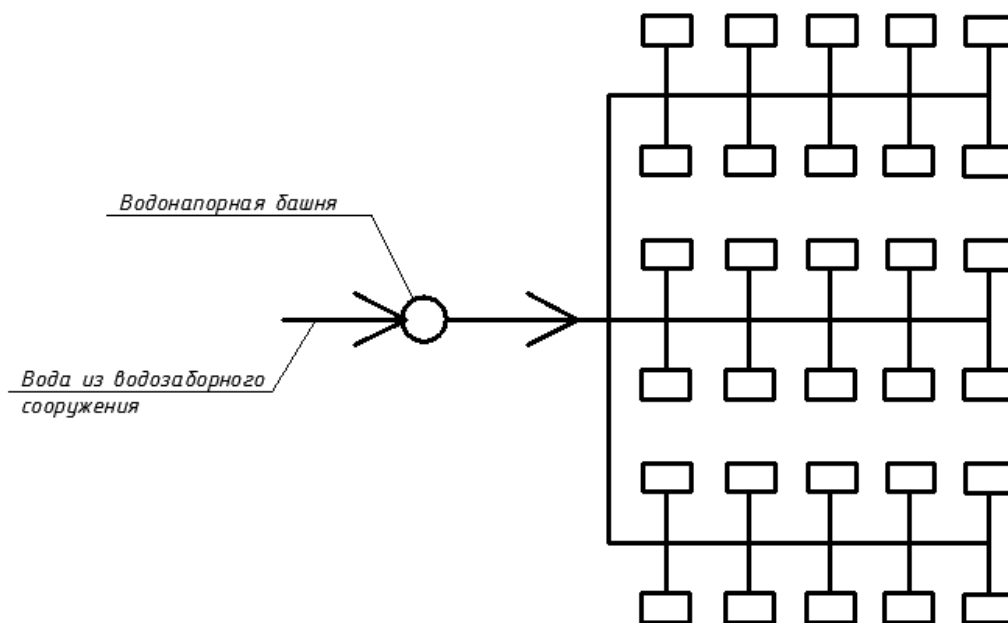 Водонапорная башня
Вода из водозаборного
сооружения